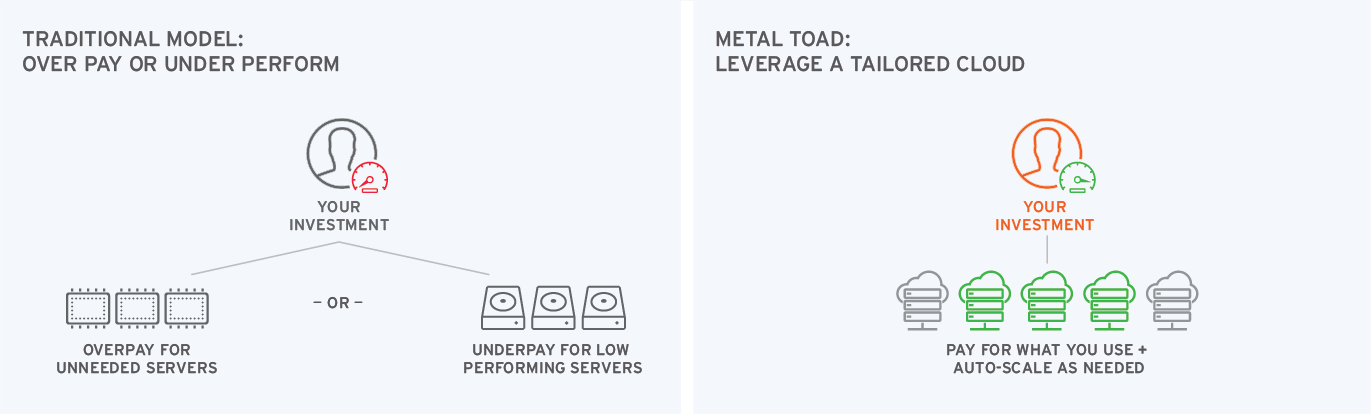 TRADITIONAL MODEL:
OVER PAY OR UNDER PERFORM
YOUR
INVESTMENT
– OR –
OVERPAY FOR
UNNEEDED SERVERS
UNDERPAY FOR LOW
PERFORMING SERVERS
METAL TOAD:
LEVERAGE A TAILORED CLOUD
YOUR
INVESTMENT
PAY FOR WHAT YOU USE +
AUTO-SCALE AS NEEDED